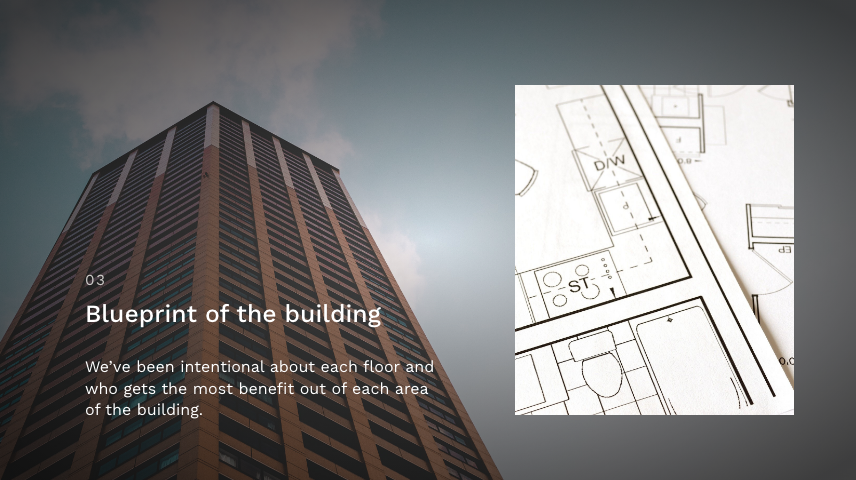 03
Blueprint of the building
We’ve been intentional about each floor and
who gets the most benefit out of each area
of the building.
D/W
ST.